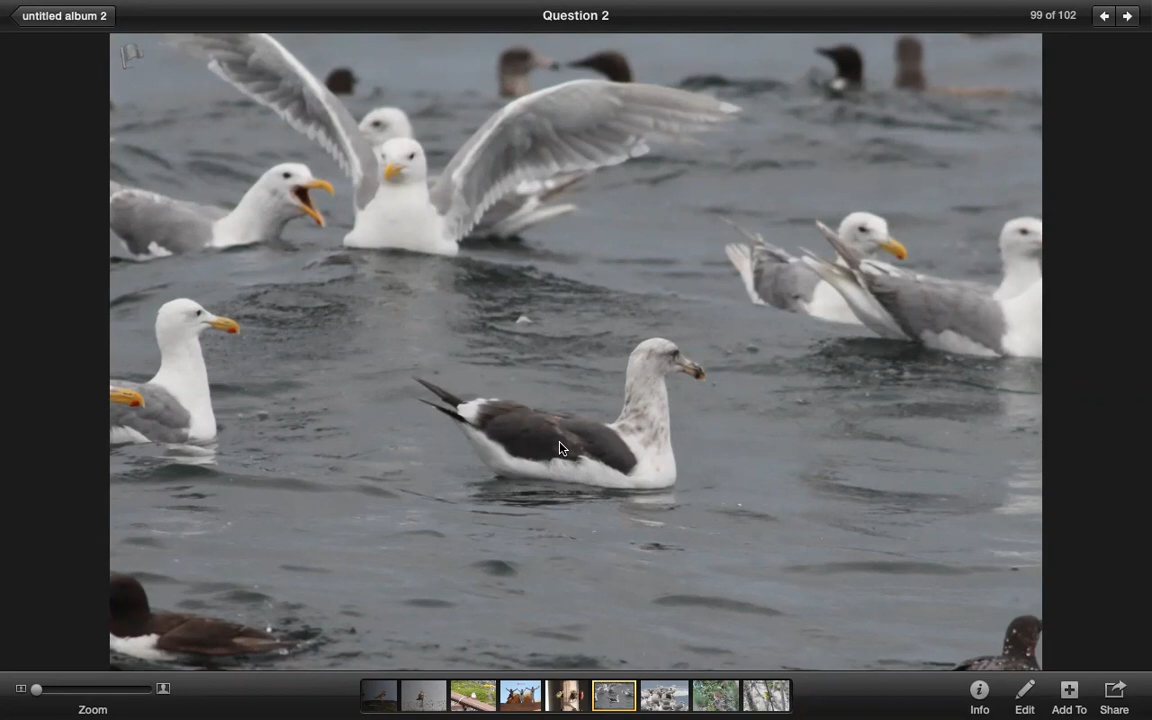 untitled album 2
Question 2
99 of 102
Zoom
Info
Edit
Add To
Share